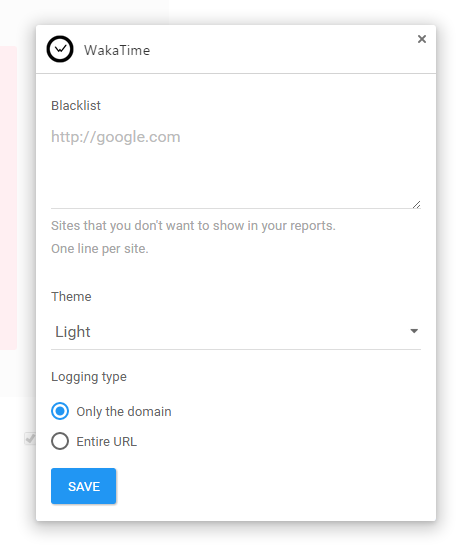 WakaTime
Blacklist
http://google.com
Sites that you don't want to show in your reports.
One line per site.
Theme
Light
Logging type
Only the domain
Entire URL
SAVE